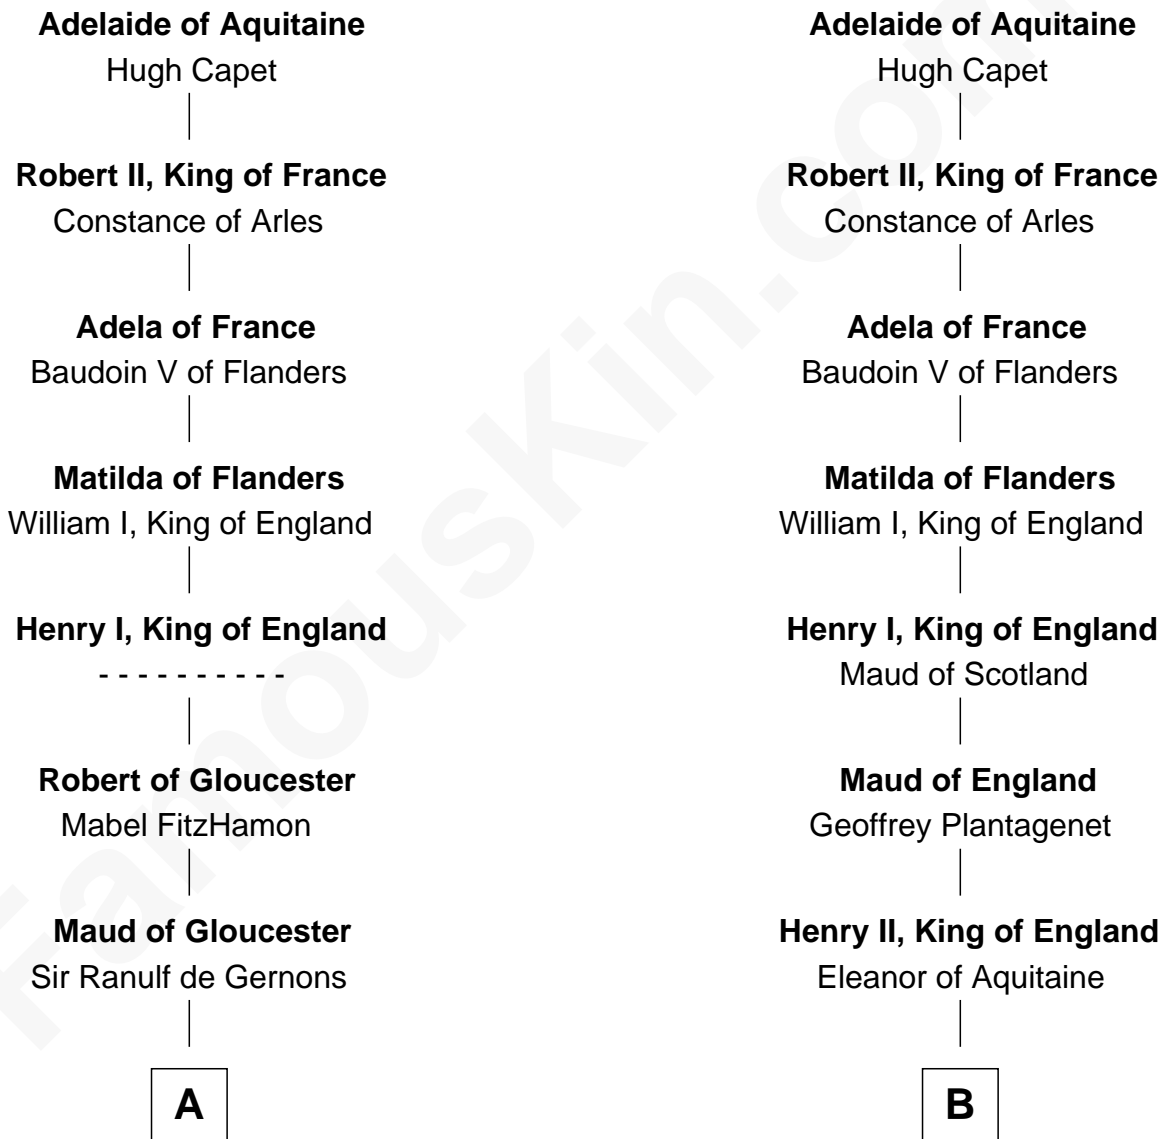 Adelaide of Aquitaine
Hugh Capet
Robert II, King of France
Constance of Arles
Adela of France
Baudoin V of Flanders
Matilda of Flanders
William I, King of England
Henry I, King of England
- - - - - - - - - -
Robert of Gloucester
Mabel FitzHamon
Maud of Gloucester
Sir Ranulf de Gernons
A
Adelaide of Aquitaine
Hugh Capet
Robert II, King of France
Constance of Arles
Adela of France
Baudoin V of Flanders
Matilda of Flanders
William I, King of England
Henry I, King of England
Maud of Scotland
Maud of England
Geoffrey Plantagenet
Henry II, King of England
Eleanor of Aquitaine
B
FamousKin.com